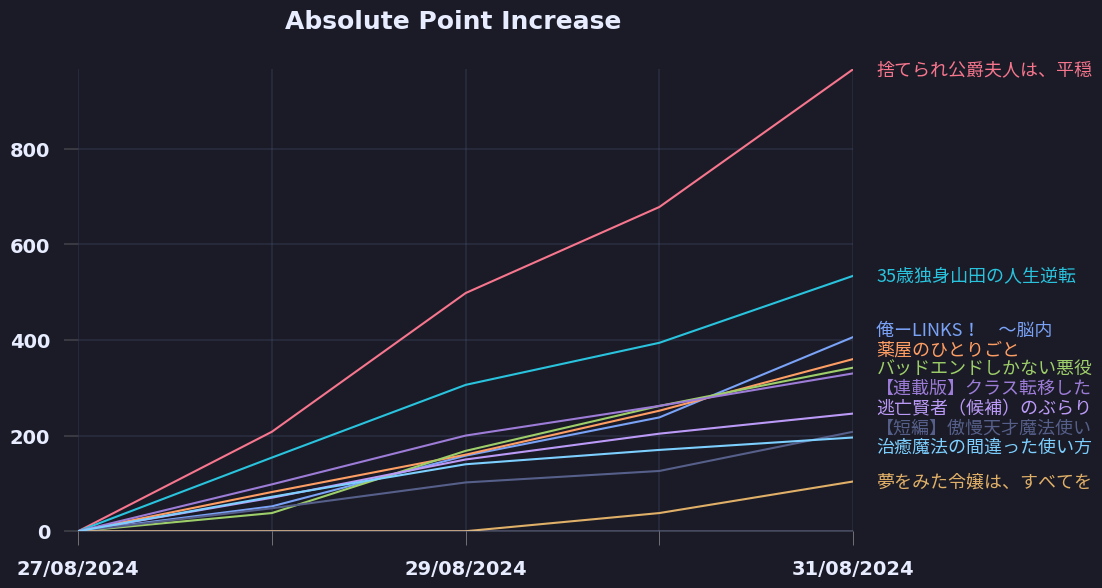 Absolute Point Increase
捨てられ公爵夫人は、平穏
800
600
35歳独身山田の人生逆転
400
俺ーLINKS！　～脳内
薬屋のひとりごと
バッドエンドしかない悪役
【連載版】クラス転移した
逃亡賢者（候補）のぶらり
200
【短編】傲慢天才魔法使い
治癒魔法の間違った使い方
夢をみた令嬢は、すべてを
0
27/08/2024
29/08/2024
31/08/2024